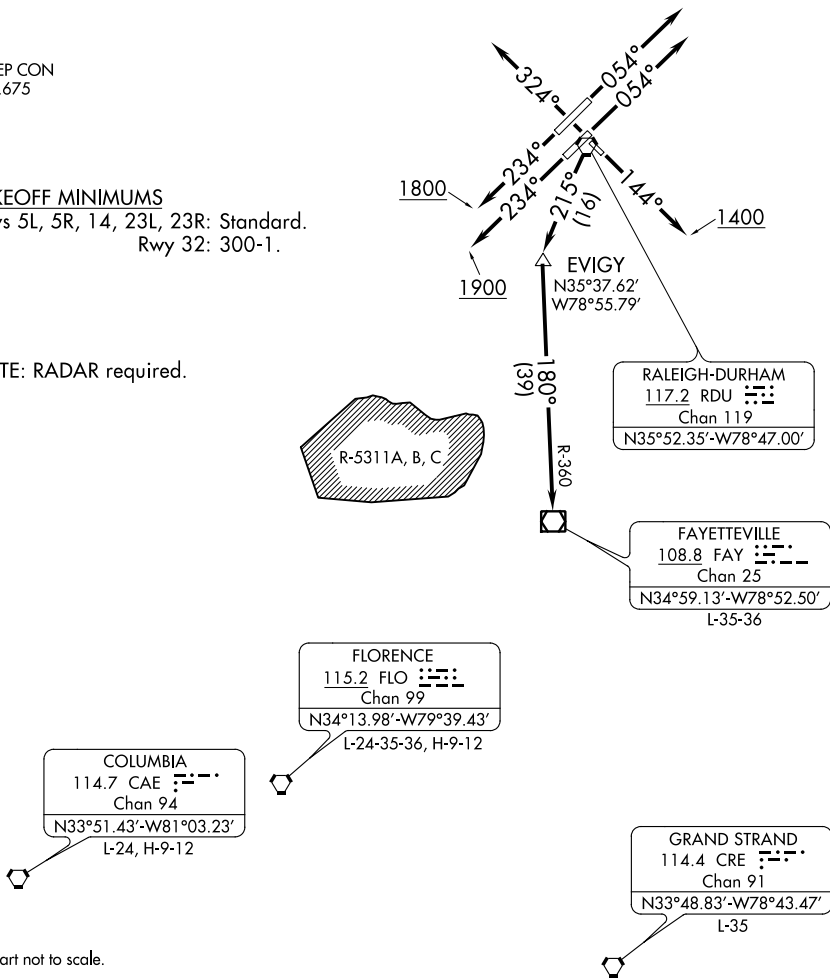 EP CON
.675
324°
054°
054°
234°
234°
215°
(16)
144°
1800
1400
1900
KEOFF MINIMUMS
ys 5L, 5R, 14, 23L, 23R: Standard.
Rwy 32: 300-1.
EVIGY
N35°37.62′
W78°55.79′
TE: RADAR required.
180°
(39)
R-360
RALEIGH-DURHAM
117.2 RDU
Chan 119
N35°52.35′-W78°47.00′
R-5311A, B, C
FAYETTEVILLE
108.8 FAY
Chan 25
N34°59.13′-W78°52.50′
L-35-36
FLORENCE
115.2 FLO
Chan 99
N34°13.98′-W79°39.43′
L-24-35-36, H-9-12
COLUMBIA
114.7 CAE
Chan 94
N33°51.43′-W81°03.23′
L-24, H-9-12
GRAND STRAND
114.4 CRE
Chan 91
N33°48.83′-W78°43.47′
L-35
art not to scale.